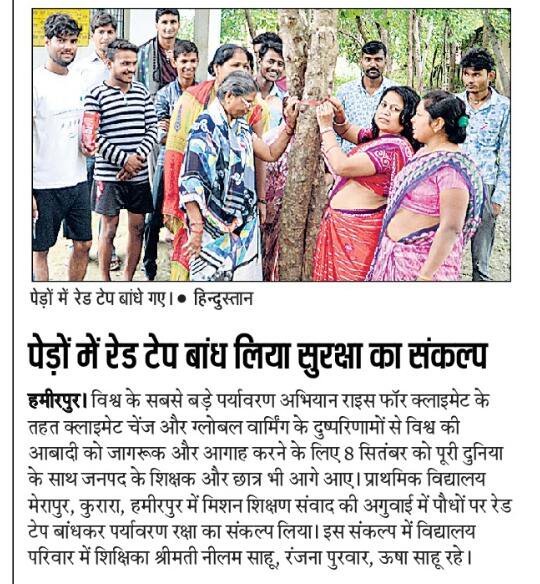 पेड़ों में रेड टेप बांधे गए। ● हिन्दुस्तान
पेड़ों में रेड टेप बांध लिया सुरक्षा का संकल्प
हमीरपुर। विश्व के सबसे बड़े पर्यावरण अभियान राइस फॉर क्लाइमेट के
तहत क्लाइमेट चेंज और ग्लोबल वार्मिंग के दुष्परिणामों से विश्व की
आबादी को जागरूक और आगाह करने के लिए 8 सितंबर को पूरी दुनिया
के साथ जनपद के शिक्षक और छात्र भी आगे आए। प्राथमिक विद्यालय
मेरापुर, कुरारा, हमीरपुर में मिशन शिक्षण संवाद की अगुवाई में पौधों पर रेड
टेप बांधकर पर्यावरण रक्षा का संकल्प लिया। इस संकल्प में विद्यालय
परिवार में शिक्षिका श्रीमती नीलम साहू, रंजना पुरवार, ऊषा साहू रहे।